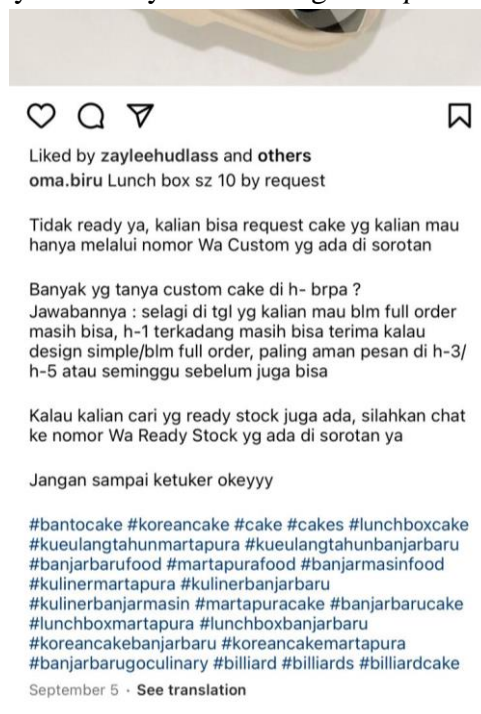 Liked by zayleehudlass and others
oma.biru Lunch box sz 10 by request
Tidak ready ya, kalian bisa request cake yg kalian mau
hanya melalui nomor Wa Custom yg ada di sorotan
Banyak yg tanya custom cake di h- brpa ?
Jawabannya : selagi di tgl yg kalian mau blm full order
masih bisa, h-1 terkadang masih bisa terima kalau
design simple/blm full order, paling aman pesan di h-3/
h-5 atau seminggu sebelum juga bisa
Kalau kalian cari yg ready stock juga ada, silahkan chat
ke nomor Wa Ready Stock yg ada di sorotan ya
Jangan sampai ketuker okeyyy
#bantocake #koreancake #cake #cakes #lunchboxcake
#kueulangtahunmartapura #kueulangtahunbanjarbaru
#banjarbarufood #martapurafood #banjarmasinfood
#kulinermartapura #kulinerbanjarbaru
#kulinerbanjarmasin #martapuracake #banjarbarucake
#lunchboxmartapura #lunchboxbanjarbaru
#koreancakebanjarbaru #koreancakemartapura
#banjarbarugoculinary #billiard #billiards #billiardcake
September 5 · See translation